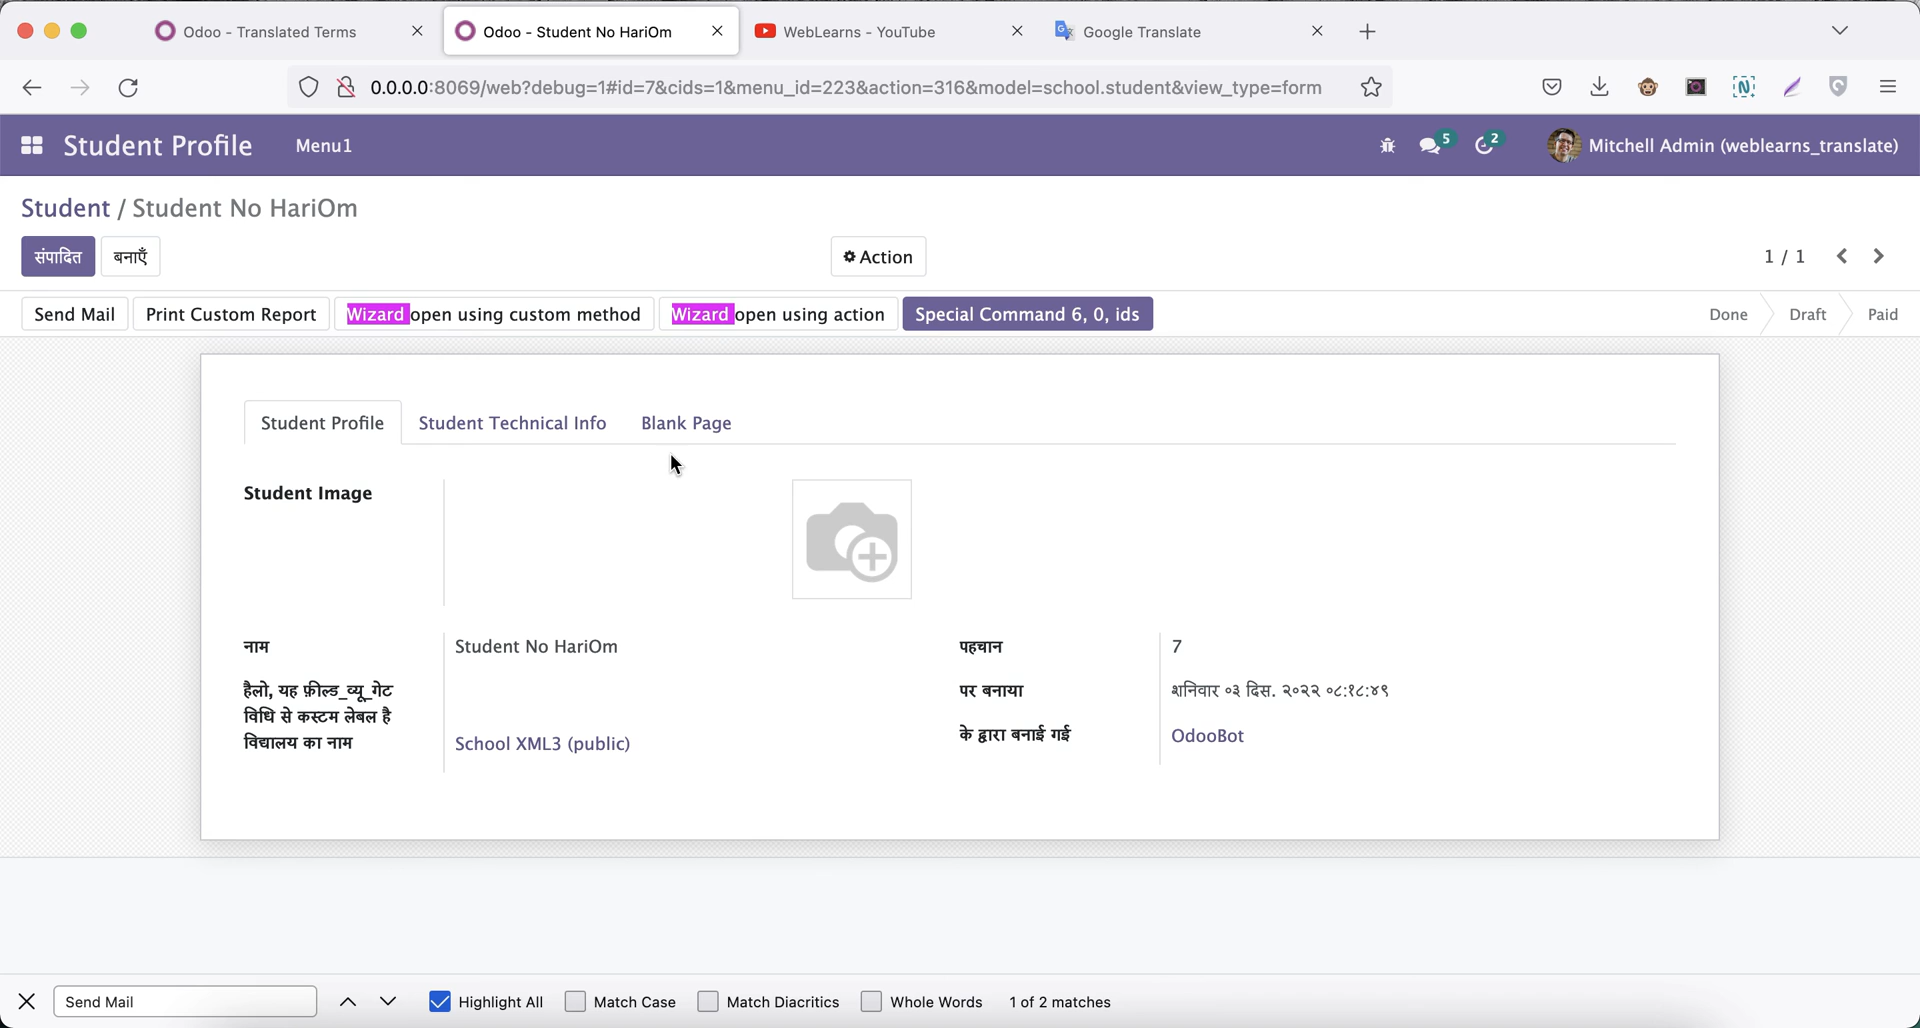 Odoo - Translated Terms
Odoo - Student No HariOm
WebLearns - YouTube
Google Translate
0.0.0.0:8069/web?debug=1#id=7&cids=1&menu_id=223&action=316&model=school.student&view_type=form
Student Profile
Menu1
5
2
Mitchell Admin (weblearns_translate)
Student / Student No HariOm
संपादित
बनाएँ
Action
1 / 1
Send Mail
Print Custom Report
Wizard open using custom method
Wizard open using action
Special Command 6, 0, ids
Done
Draft
Paid
Student Profile
Student Technical Info
Blank Page
Student Image
नाम
Student No HariOm
हैलो, यह फ़ील्ड_व्यू_गेट
विधि से कस्टम लेबल है
विद्यालय का नाम
School XML3 (public)
पहचान
7
पर बनाया
शनिवार ०३ दिस. २०२२ ०८:१८:४९
के द्वारा बनाई गई
OdooBot
Send Mail
Highlight All
Match Case
Match Diacritics
Whole Words
1 of 2 matches